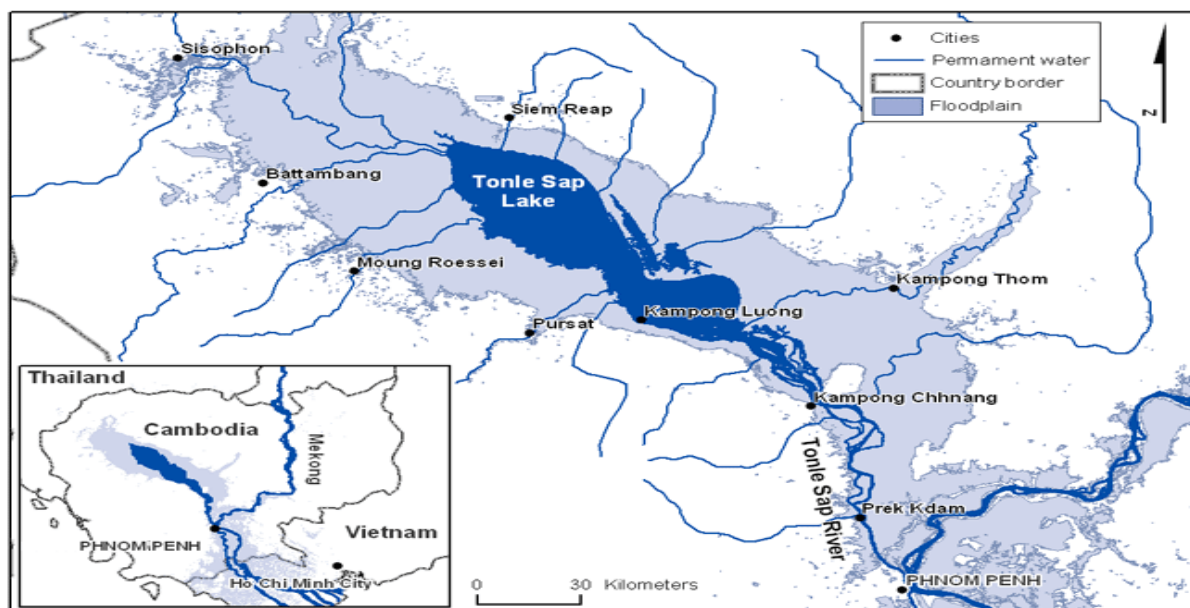 Cities
Permament water
Country border
Floodplain
N
Sisophon
Siem Reap
Battambang
Tonle Sap
Lake
Moung Roessei
Kampong Thom
Kampong Luong
Pursat
Kampong Chhnang
Tonle Sap River
Prek Kdam
PHNOM PENH
0 30 Kilometers
Thailand
Cambodia
Mekong
Vietnam
PHNOM PENH
Ho Chi Minh City